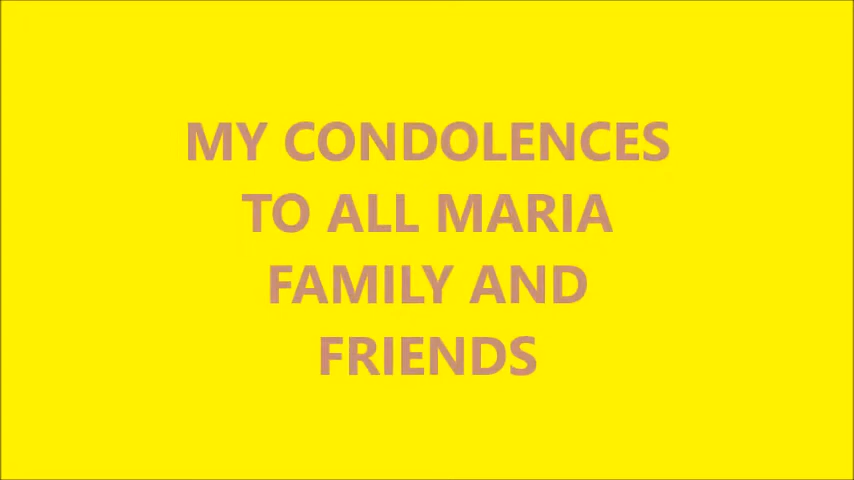 MY CONDOLENCES
TO ALL MARIA
FAMILY AND
FRIENDS